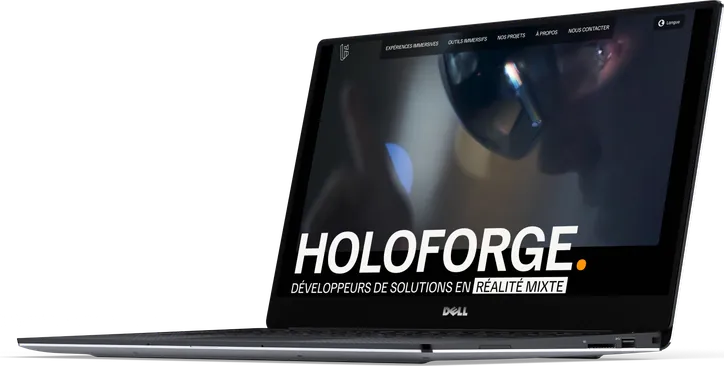 EXPÉRIENCES IMMERSIVES OUTILS IMMERSIFS NOS PROJETS À PROPOS NOUS CONTACTER Langue
HOLOFORGE.
DÉVELOPPEURS DE SOLUTIONS EN RÉALITÉ MIXTE
DELL